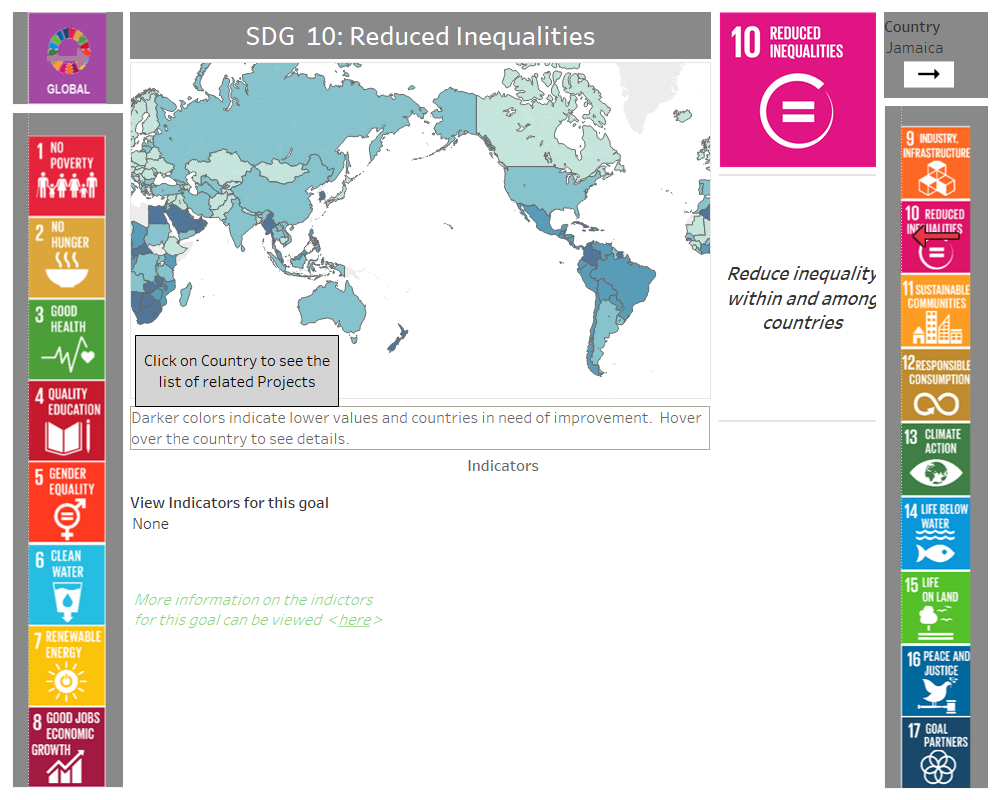 GLOBAL
1 NO
POVERTY
2 NO
HUNGER
3 GOOD
HEALTH
4 QUALITY
EDUCATION
5 GENDER
EQUALITY
6 CLEAN
WATER
7 RENEWABLE
ENERGY
8 GOOD JOBS
ECONOMIC
GROWTH
SDG 10: Reduced Inequalities
Click on Country to see the
list of related Projects
Darker colors indicate lower values and countries in need of improvement. Hover
over the country to see details.
Indicators
View Indicators for this goal
None
More information on the indictors
for this goal can be viewed <here>
10 REDUCED
INEQUALITIES
Reduce inequality
within and among
countries
Country
Jamaica
9 INDUSTRY,
INFRASTRUCTURE
10 REDUCED
INEQUALITIES
11 SUSTAINABLE
COMMUNITIES
12 RESPONSIBLE
CONSUMPTION
13 CLIMATE
ACTION
14 LIFE BELOW
WATER
15 LIFE
ON LAND
16 PEACE AND
JUSTICE
17 GOAL
PARTNERS